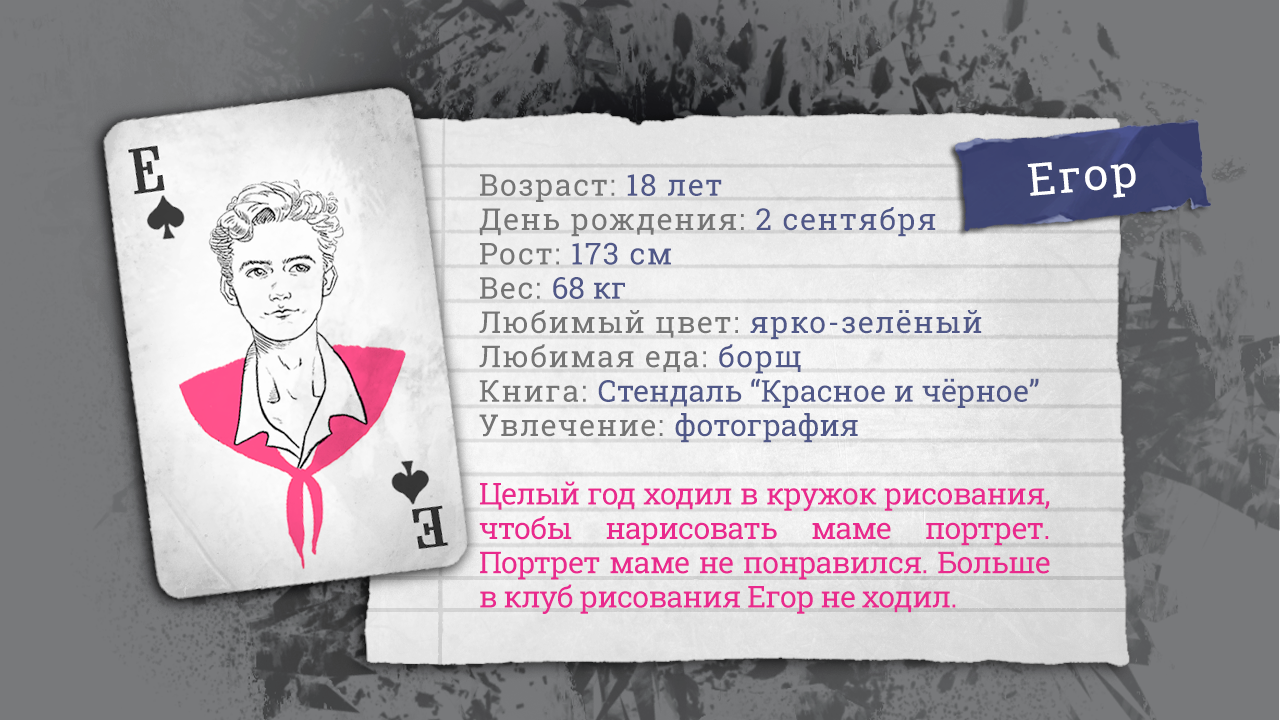 Е
Егор
Возраст: 18 лет
День рождения: 2 сентября
Рост: 173 см
Вес: 68 кг
Любимый цвет: ярко-зелёный
Любимая еда: борщ
Книга: Стендаль “Красное и чёрное”
Увлечение: фотография
Целый год ходил в кружок рисования,
чтобы нарисовать маме портрет.
Портрет маме не понравился. Больше
в клуб рисования Егор не ходил.
Е